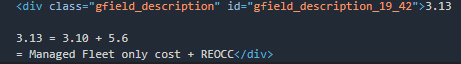 <div class="gfield_description" id="gfield_description_19_42">3.13
3.13 = 3.10 + 5.6
= Managed Fleet only cost + REOCC</div>